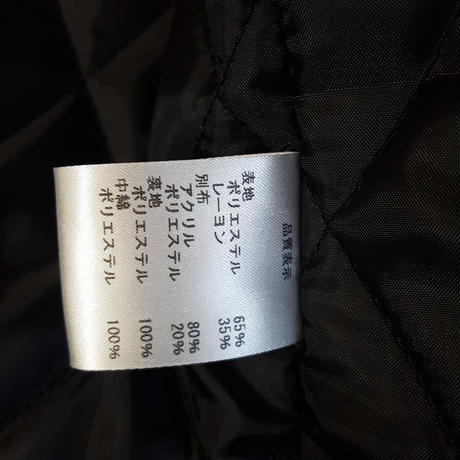 品質表示
表地
ポリエステル 65%
レーヨン 35%
別布
アクリル 80%
ポリエステル 20%
裏地
ポリエステル 100%
中綿
ポリエステル 100%